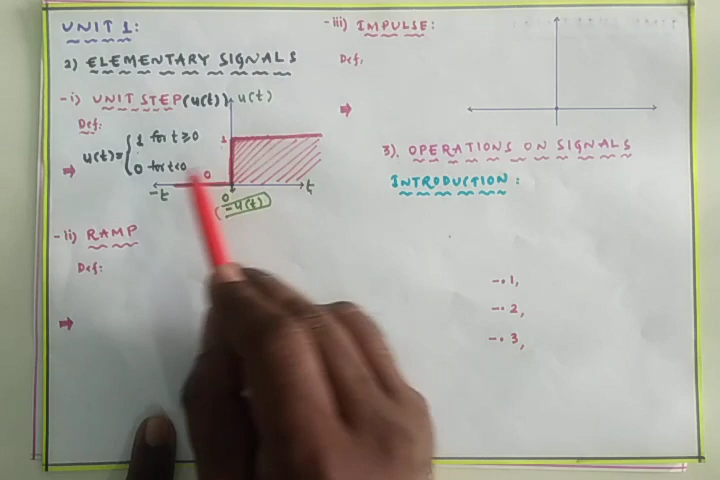 UNIT 1:
2) ELEMENTARY SIGNALS
-i) UNIT STEP (u(t))
u(t)
Def:
u(t)= { 1 for t ≥ 0
0 for t<0
1
0
-t
t
0
-u(t)
-ii) RAMP
Def:
-iii) IMPULSE:
Def,
3). OPERATIONS ON SIGNALS
INTRODUCTION:
-. 1,
-. 2,
-. 3,